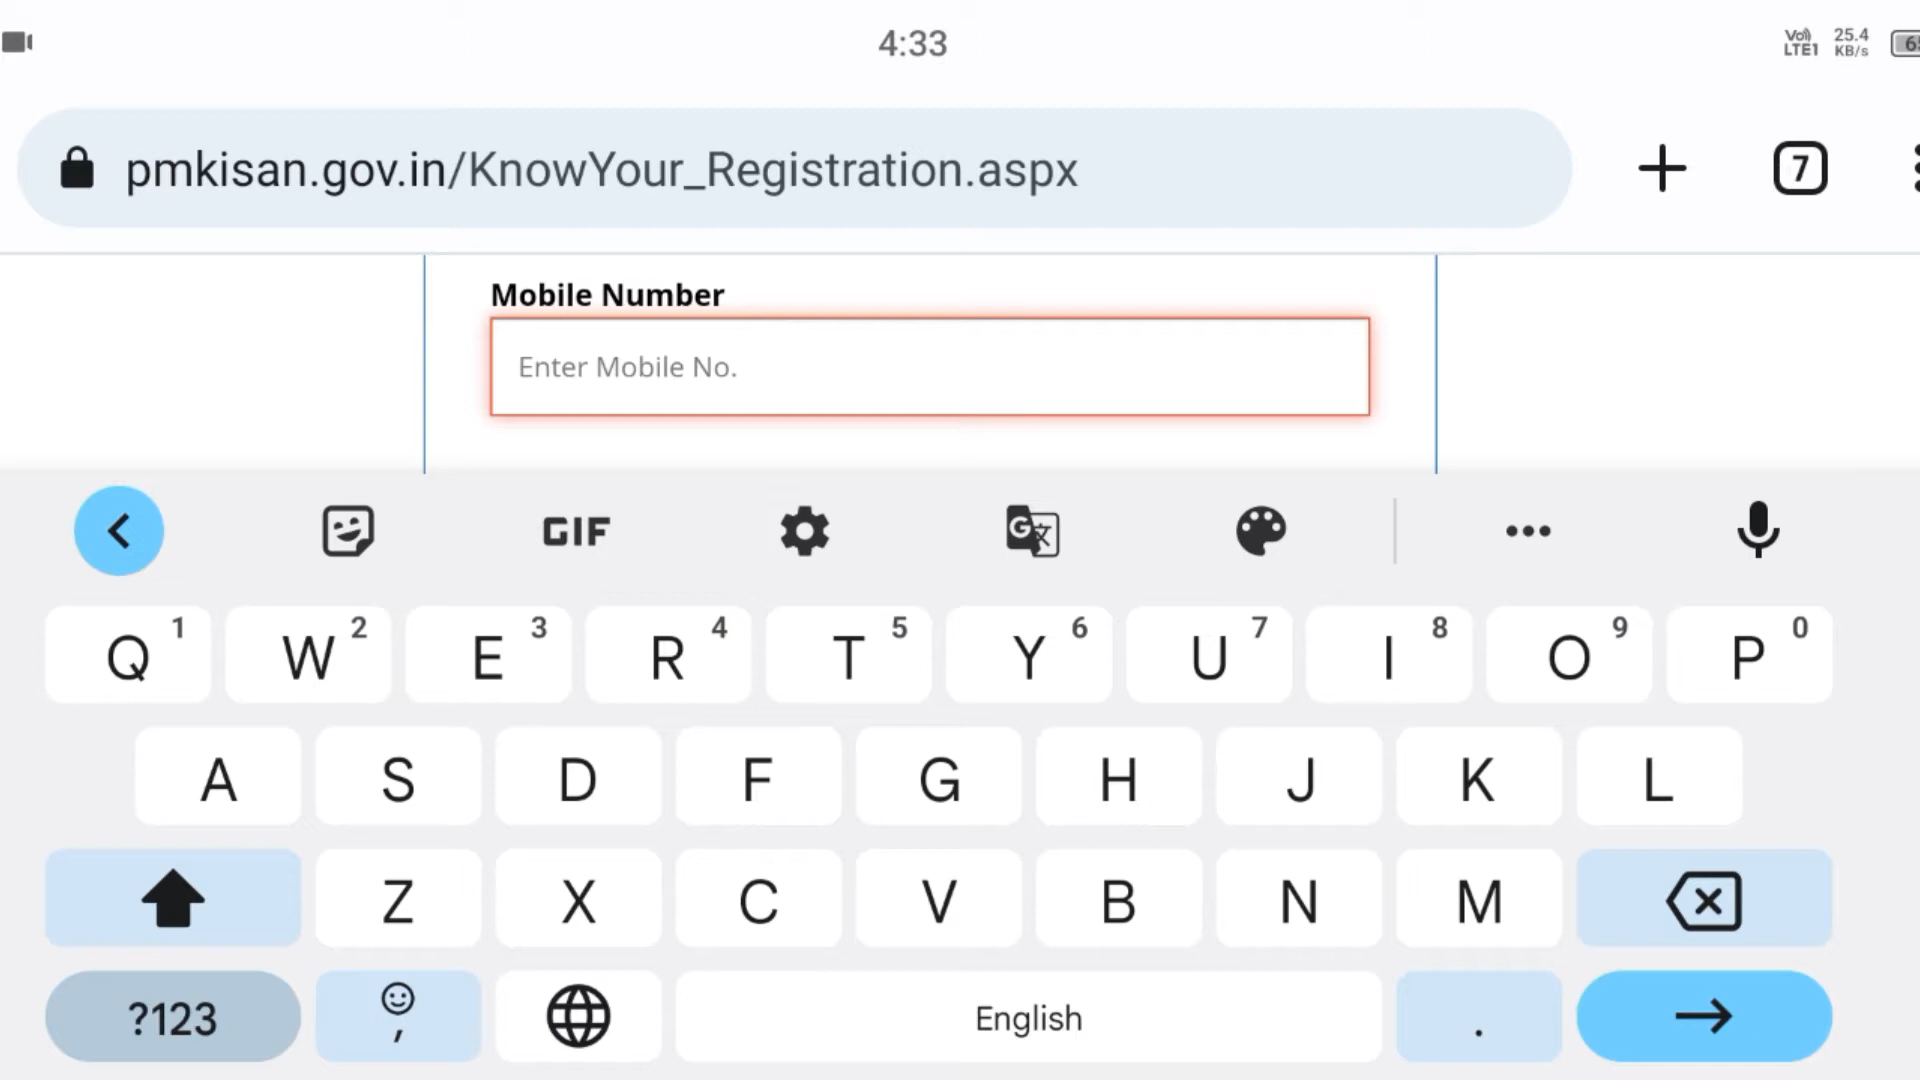 4:33
Vo)) LTE1 25.4 KB/s
pmkisan.gov.in/KnowYour_Registration.aspx
7
Mobile Number
Enter Mobile No.
GIF
G 文
Q 1 W 2 E 3 R 4 T 5 Y 6 U 7 I 8 O 9 P 0
A S D F G H J K L
Z X C V B N M
?123 , English .